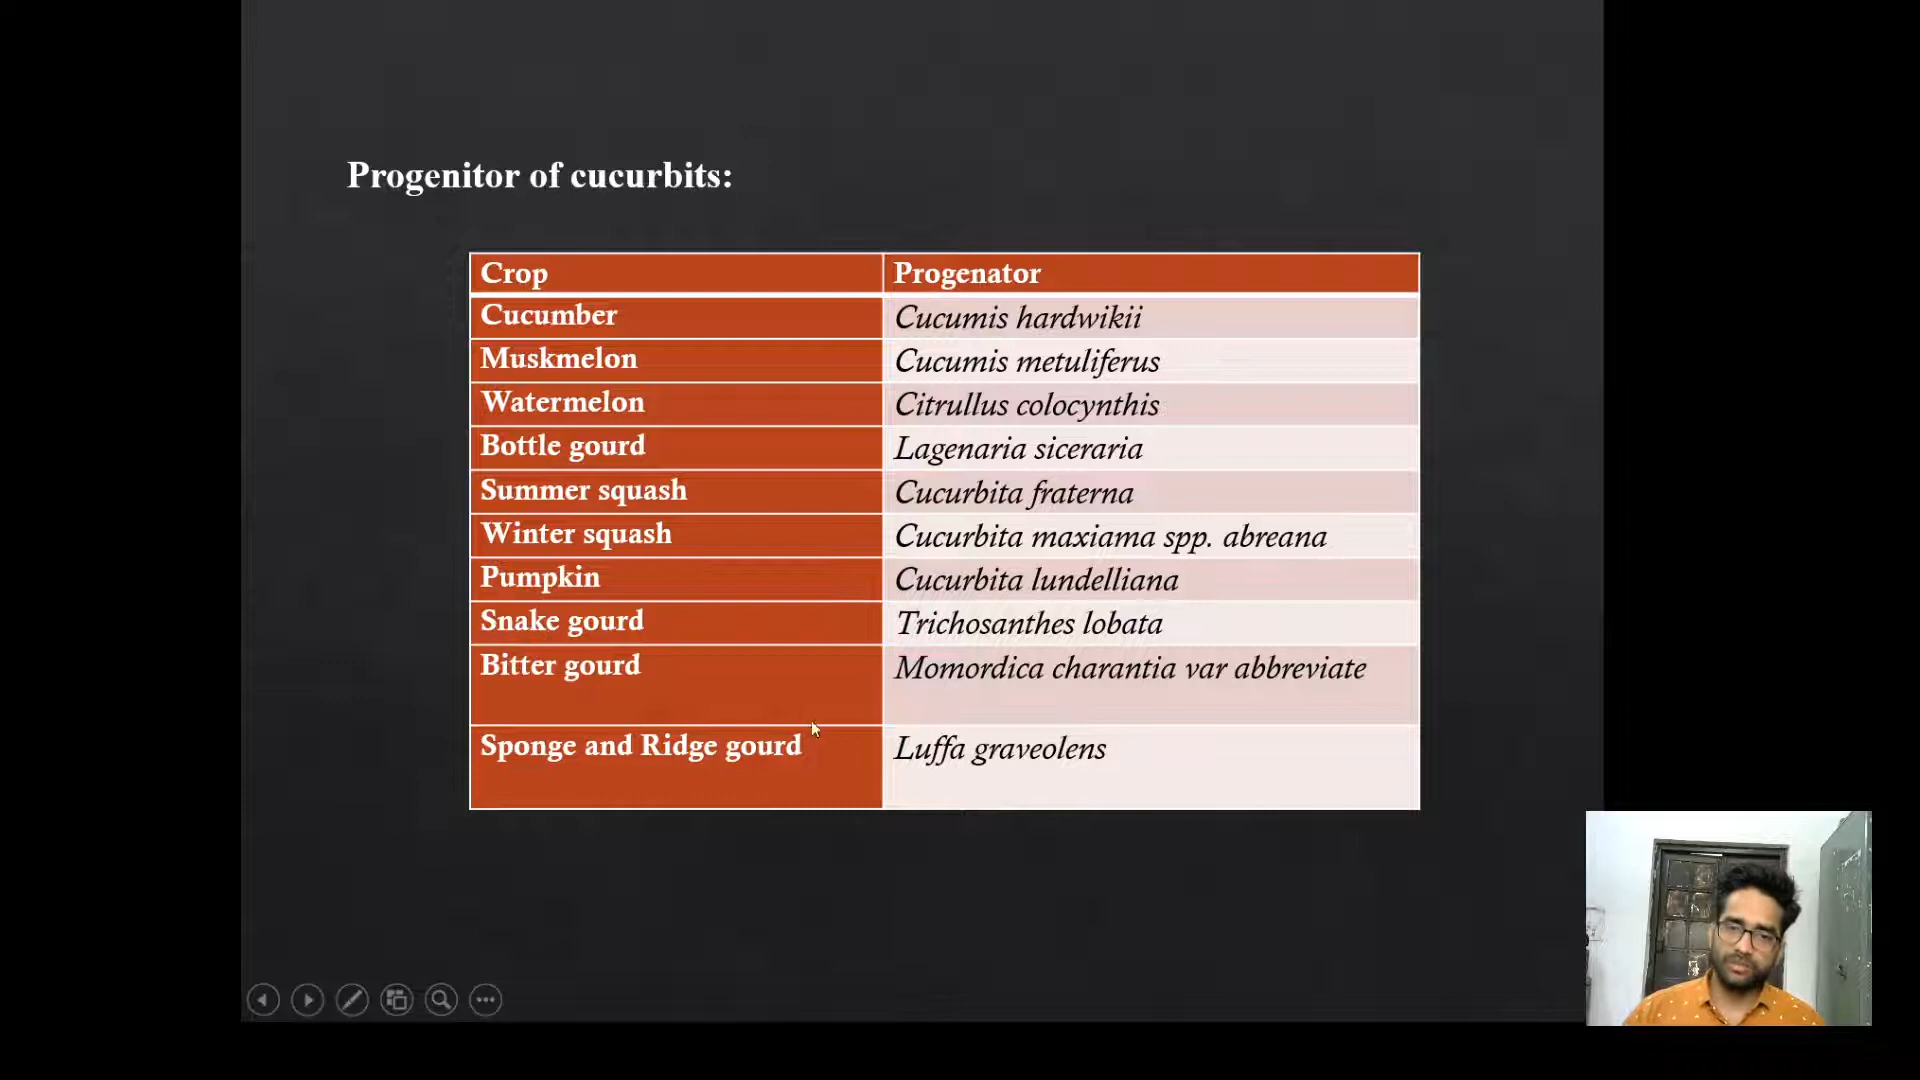 Progenitor of cucurbits:
Crop Progenator
Cucumber Cucumis hardwikii
Muskmelon Cucumis metuliferus
Watermelon Citrullus colocynthis
Bottle gourd Lagenaria siceraria
Summer squash Cucurbita fraterna
Winter squash Cucurbita maxiama spp. abreana
Pumpkin Cucurbita lundelliana
Snake gourd Trichosanthes lobata
Bitter gourd Momordica charantia var abbreviate
Sponge and Ridge gourd Luffa graveolens